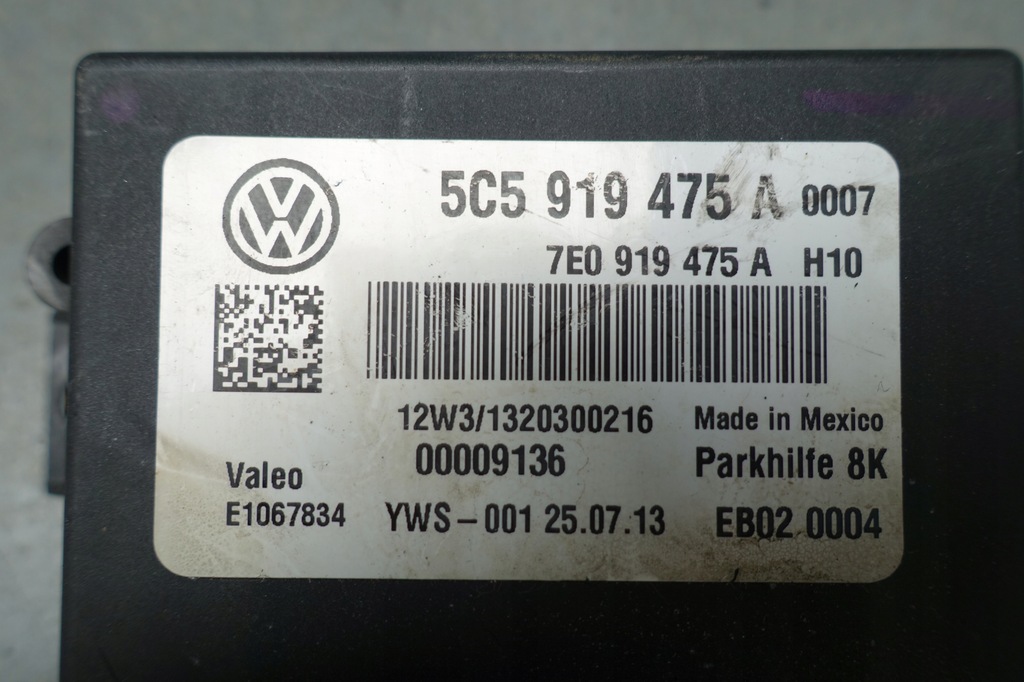 5C5 919 475 A 0007
7E0 919 475 A H10
12W3/1320300216 Made in Mexico
00009136 Parkhilfe 8K
Valeo
E1067834 YWS-001 25.07.13 EB02 0004